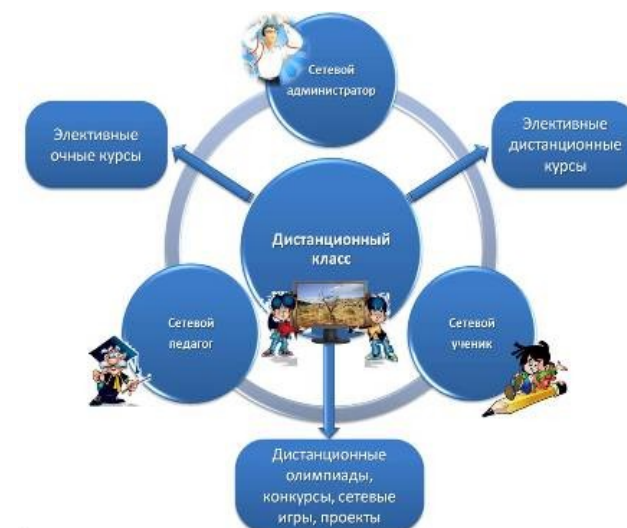 Сетевой
администратор
Элективные
очные курсы
Элективные
дистанционные
курсы
Дистанционный
класс
Сетевой
педагог
Сетевой
ученик
Дистанционные
олимпиады,
конкурсы, сетевые
игры, проекты